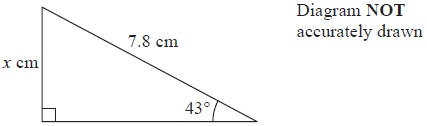 Diagram NOT
accurately drawn
7.8 cm
x cm
43°